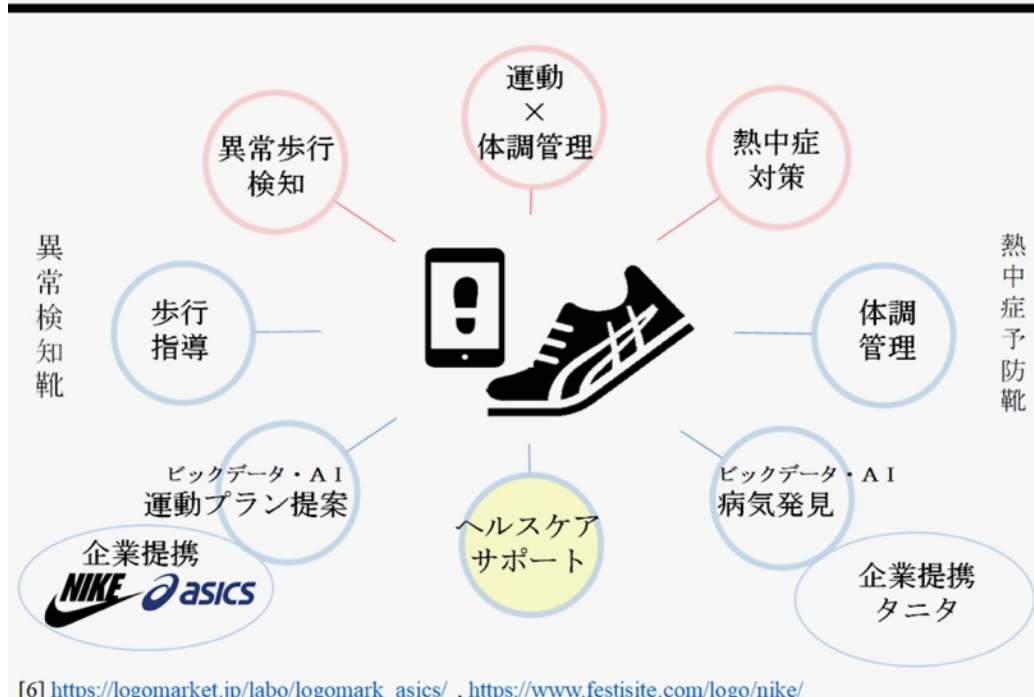 運動
×
体調管理
異常歩行
検知
熱中症
対策
異常検知靴
歩行
指導
体調
管理
熱中症予防靴
ビックデータ・AI
運動プラン提案
ビックデータ・AI
病気発見
ヘルスケア
サポート
企業提携
NIKE asics
企業提携
タニタ
[6] https://logomarket.jp/labo/logomark_asics/ , https://www.festisite.com/logo/nike/